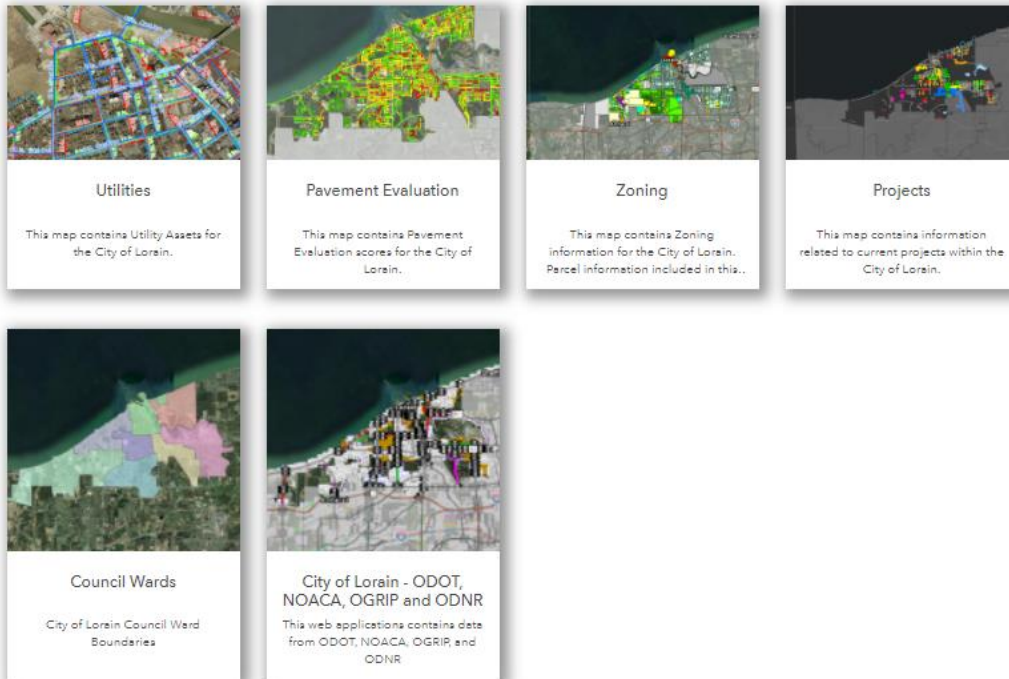 Utilities
This map contains Utility Assets for
the City of Lorain.
Pavement Evaluation
This map contains Pavement
Evaluation scores for the City of
Lorain.
Zoning
This map contains Zoning
information for the City of Lorain.
Parcel information included in this..
Projects
This map contains information
related to current projects within the
City of Lorain.
Council Wards
City of Lorain Council Ward
Boundaries
City of Lorain - ODOT,
NOACA, OGRIP and ODNR
This web applications contains data
from ODOT, NOACA, OGRIP, and
ODNR